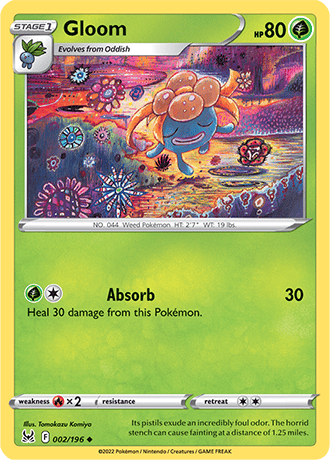 STAGE 1 Gloom HP 80
Evolves from Oddish
NO. 044 Weed Pokémon HT: 2'7" WT: 19 lbs.
Absorb 30
Heal 30 damage from this Pokémon.
weakness ×2 resistance retreat
Illus. Tomokazu Komiya
F 002/196
Its pistils exude an incredibly foul odor. The horrid
stench can cause fainting at a distance of 1.25 miles.
©2022 Pokémon / Nintendo / Creatures / GAME FREAK